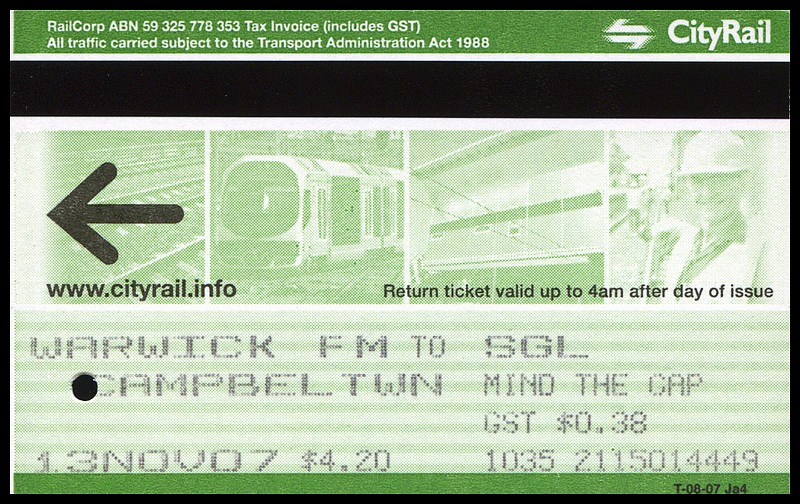 RailCorp ABN 59 325 778 353 Tax Invoice (includes GST)
All traffic carried subject to the Transport Administration Act 1988
CityRail
www.cityrail.info
Return ticket valid up to 4am after day of issue
WARWICK FM TO SGL
CAMPBELTWN MIND THE GAP
GST $0.38
13NOV07 $4.20 1035 2115014449
T-08-07 Ja4